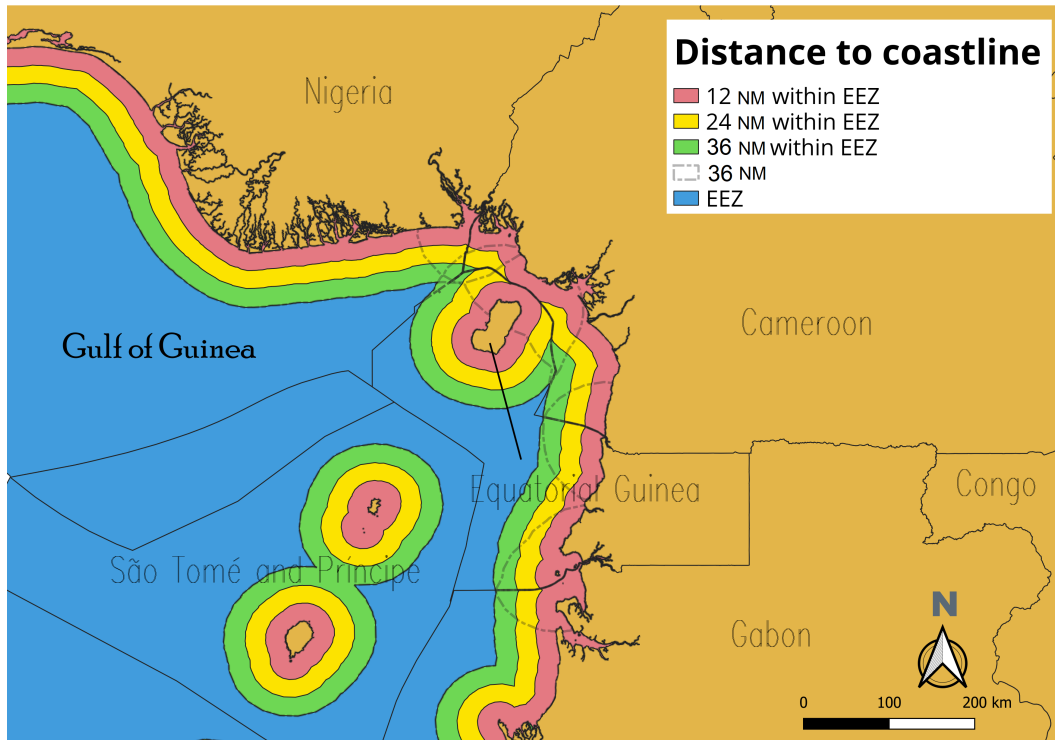 Distance to coastline
12 NM within EEZ
24 NM within EEZ
36 NM within EEZ
36 NM
EEZ
Nigeria
Gulf of Guinea
Cameroon
Equatorial Guinea
Congo
São Tomé and Príncipe
Gabon
N
0 100 200 km